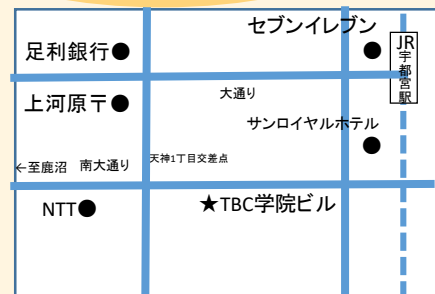 セブンイレブン
足利銀行●
JR宇都宮駅
上河原〒●
大通り
サンロイヤルホテル
天神1丁目交差点
←至鹿沼 南大通り
NTT●
★TBC学院ビル